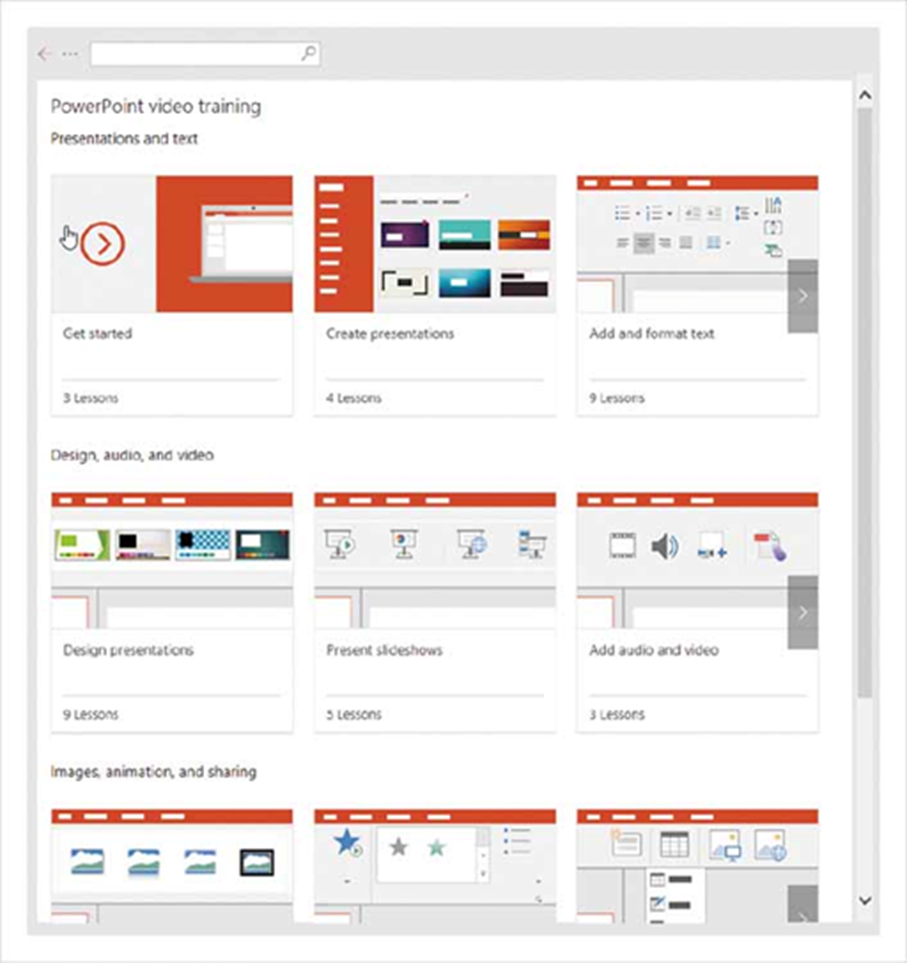 PowerPoint video training
Presentations and text
Get started
Create presentations
Add and format text
3 Lessons
4 Lessons
9 Lessons
Design, audio, and video
Design presentations
Present slideshows
Add audio and video
9 Lessons
5 Lessons
3 Lessons
Images, animation, and sharing